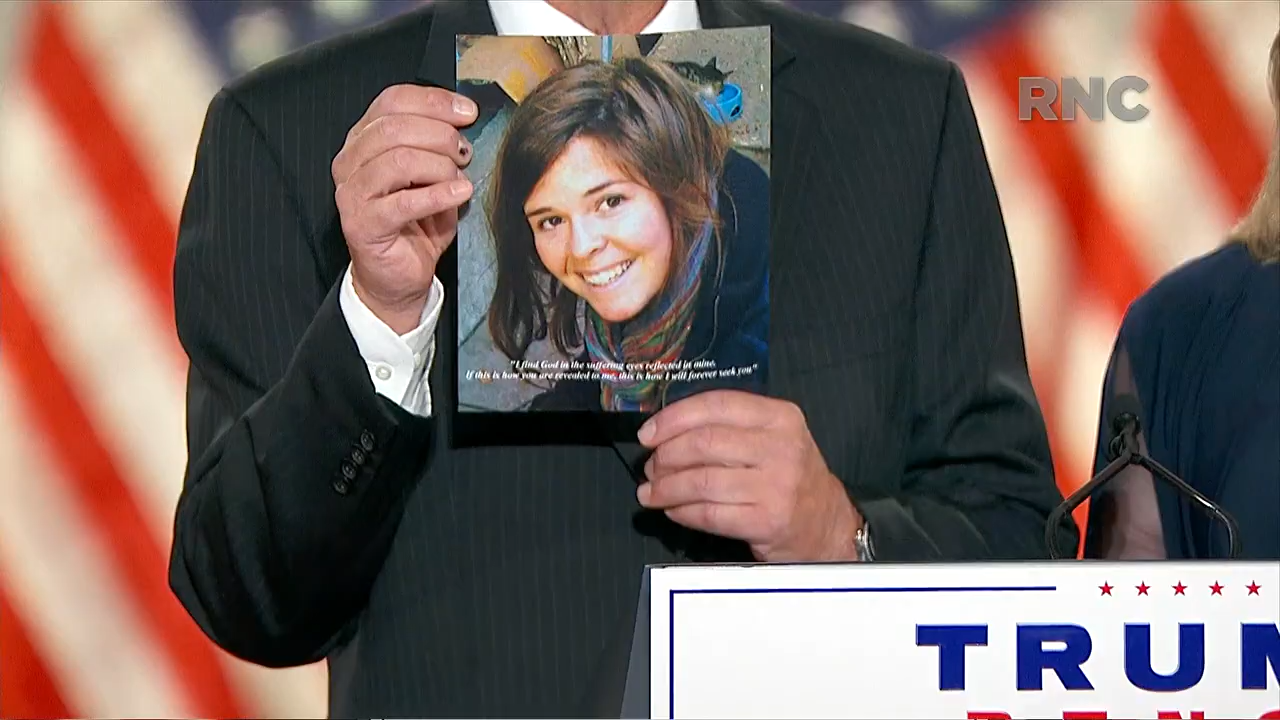 RNC
"I find God in the suffering eyes reflected in mine.
If this is how you are revealed to me, this is how I will forever seek you"
TRUM
PENC